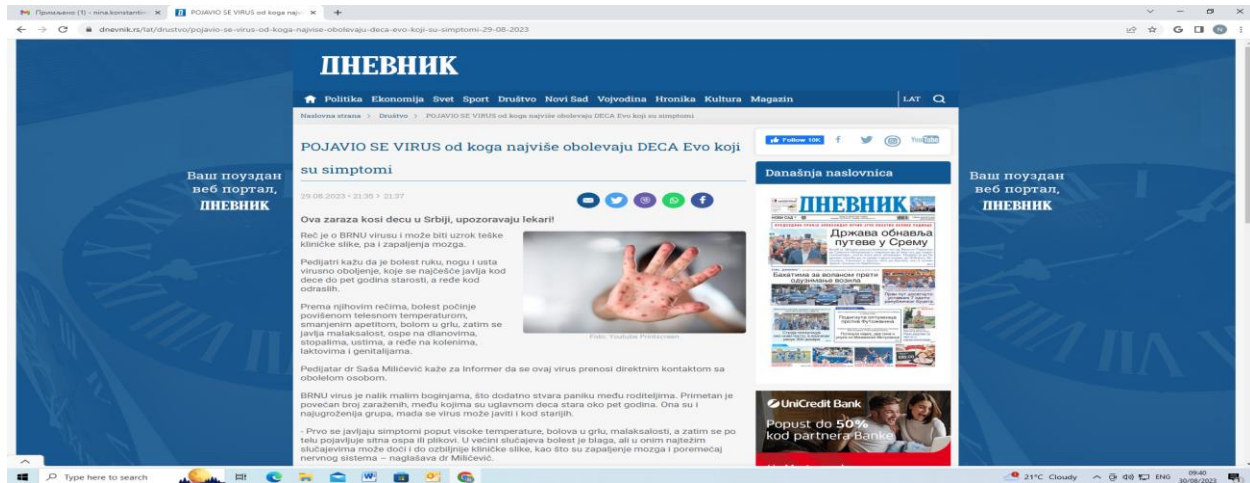 Примљено (1) - nina.konstantin
POJAVIO SE VIRUS od koga najv
dnevnik.rs/lat/drustvo/pojavio-se-virus-od-koga-najvise-obolevaju-deca-evo-koji-su-simptomi-29-08-2023
ДНЕВНИК
Politika Ekonomija Svet Sport Društvo Novi Sad Vojvodina Hronika Kultura Magazin LAT
Naslovna strana > Društvo > POJAVIO SE VIRUS od koga najviše obolevaju DECA Evo koji su simptomi
POJAVIO SE VIRUS od koga najviše obolevaju DECA Evo koji
su simptomi
29.08.2023 • 21:35 > 21:37
Ova zaraza kosi decu u Srbiji, upozoravaju lekari!
Reč je o BRNU virusu i može biti uzrok teške
kliničke slike, pa i zapaljenja mozga.
Pedijatri kažu da je bolest ruku, nogu i usta
virusno oboljenje, koje se najčešće javlja kod
dece do pet godina starosti, a ređe kod
odraslih.
Prema njihovim rečima, bolest počinje
povišenom telesnom temperaturom,
smanjenim apetitom, bolom u grlu, zatim se
javlja malaksalost, ospe na dlanovima,
stopalima, ustima, a ređe na kolenima,
laktovima i genitalijama.
Foto: Youtube Printscreen
Pedijatar dr Saša Milićević kaže za Informer da se ovaj virus prenosi direktnim kontaktom sa
obolelom osobom.
BRNU virus je nalik malim boginjama, što dodatno stvara paniku među roditeljima. Primetan je
povećan broj zaraženih, među kojima su uglavnom deca stara oko pet godina. Ona su i
najugroženija grupa, mada se virus može javiti i kod starijih.
- Prvo se javljaju simptomi poput visoke temperature, bolova u grlu, malaksalosti, a zatim se po
telu pojavljuje sitna ospa ili plikovi. U većini slučajeva bolest je blaga, ali u onim najtežim
slučajevima može doći i do ozbiljnije kliničke slike, kao što su zapaljenje mozga i poremećaj
nervnog sistema – naglašava dr Milićević.
Follow 10K
YouTube
Današnja naslovnica
ДНЕВНИК
Држава обнавља
путеве у Срему
Бахатима за воланом прети
одузимање возила
UniCredit Bank
Popust do 50%
kod partnera Banke
Ваш поуздан
веб портал,
ДНЕВНИК
Ваш поуздан
веб портал,
ДНЕВНИК
Type here to search
21°C Cloudy
ENG
09:40
30/08/2023